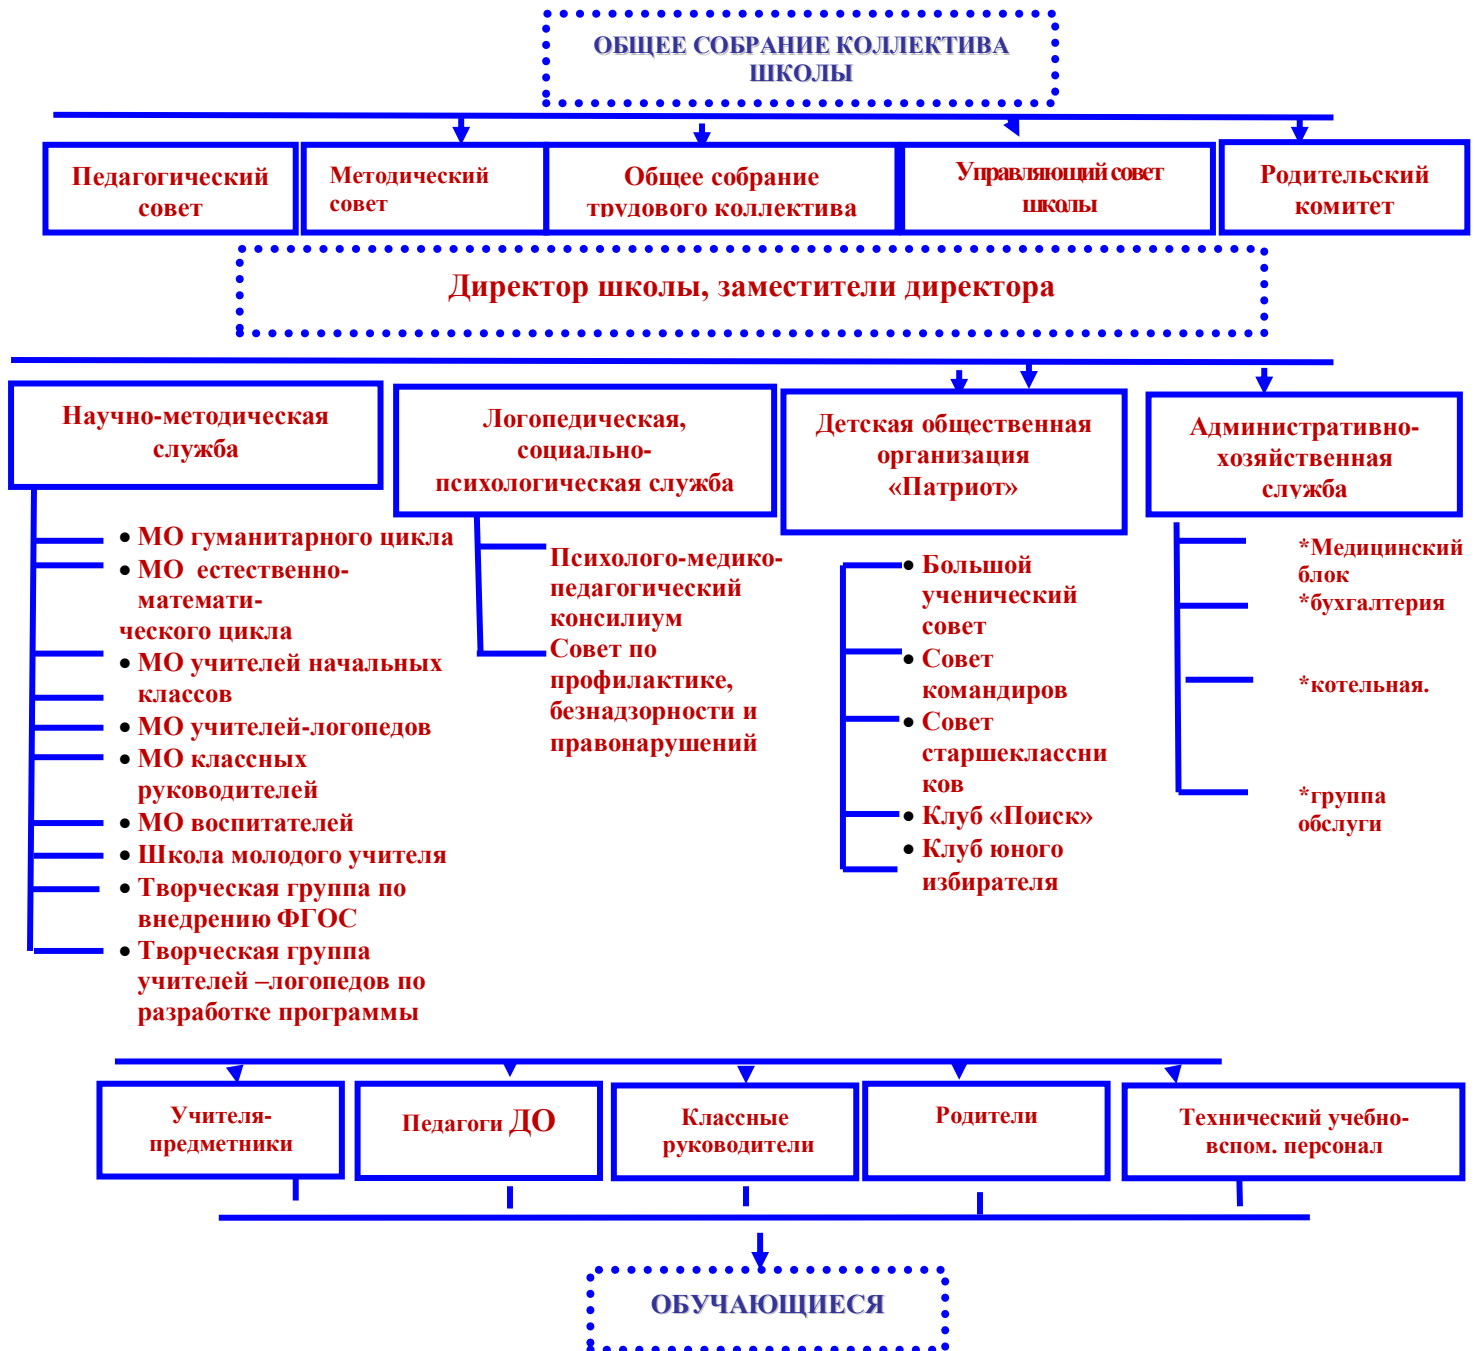 ОБЩЕЕ СОБРАНИЕ КОЛЛЕКТИВА
ШКОЛЫ
Педагогический
совет
Методический
совет
Общее собрание
трудового коллектива
Управляющий совет
школы
Родительский
комитет
Директор школы, заместители директора
Научно-методическая
служба
Логопедическая,
социально-
психологическая служба
Детская общественная
организация
«Патриот»
Административно-
хозяйственная
служба
• МО гуманитарного цикла
• МО естественно-
математи-
ческого цикла
• МО учителей начальных
классов
• МО учителей-логопедов
• МО классных
руководителей
• МО воспитателей
• Школа молодого учителя
• Творческая группа по
внедрению ФГОС
• Творческая группа
учителей –логопедов по
разработке программы
Психолого-медико-
педагогический
консилиум
Совет по
профилактике,
безнадзорности и
правонарушений
• Большой
ученический
совет
• Совет
командиров
• Совет
старшеклассни
ков
• Клуб «Поиск»
• Клуб юного
избирателя
*Медицинский
блок
*бухгалтерия
*котельная.
*группа
обслуги
Учителя-
предметники
Педагоги ДО
Классные
руководители
Родители
Технический учебно-
вспом. персонал
ОБУЧАЮЩИЕСЯ